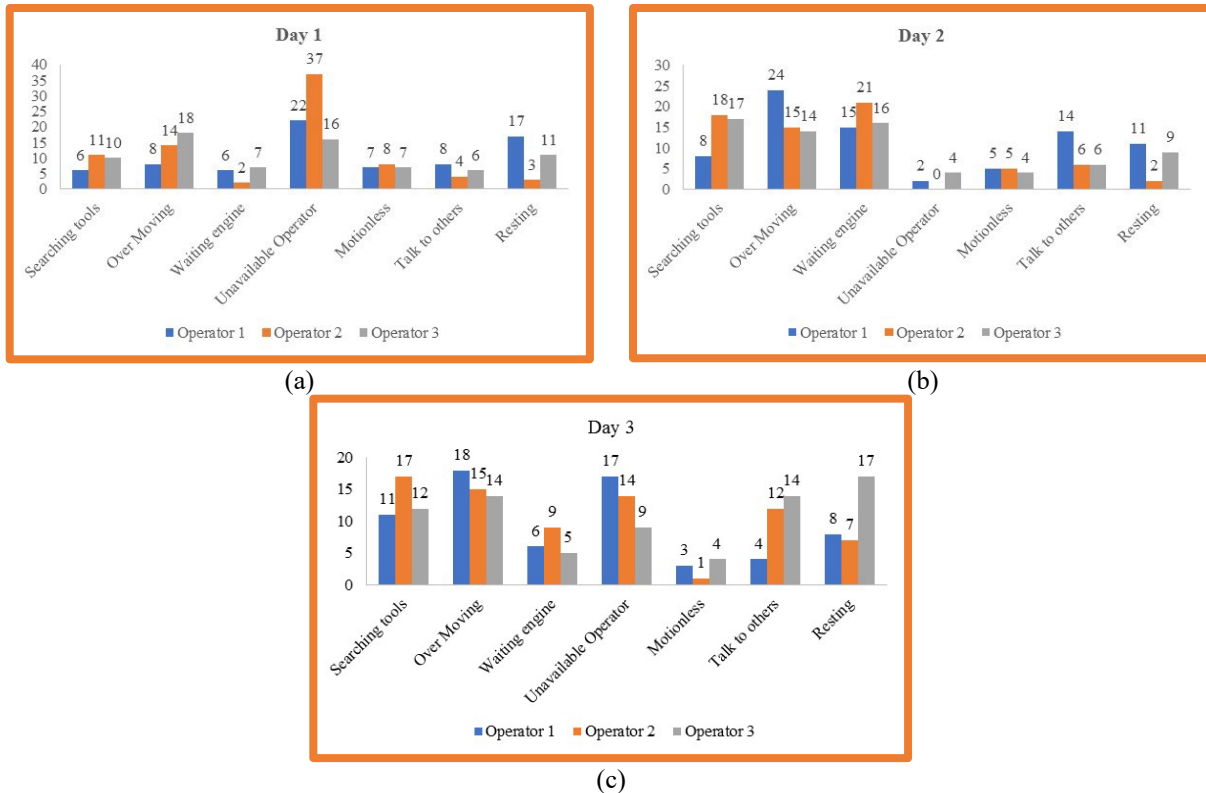 Day 1
40
35
30
25
20
15
10
5
0
6 11 10
8 14 18
6 2 7
22 37 16
7 8 7
8 4 6
17 3 11
Searching tools
Over Moving
Waiting engine
Unavailable Operator
Motionless
Talk to others
Resting
Operator 1 Operator 2 Operator 3
(a)
Day 2
30
25
20
15
10
5
0
8 18 17
24 15 14
15 21 16
2 0 4
5 5 4
14 6 6
11 2 9
Searching tools
Over Moving
Waiting engine
Unavailable Operator
Motionless
Talk to others
Resting
Operator 1 Operator 2 Operator 3
(b)
Day 3
20
15
10
5
0
11 17 12
18 15 14
6 9 5
17 14 9
3 1 4
4 12 14
8 7 17
Searching tools
Over Moving
Waiting engine
Unavailable Operator
Motionless
Talk to others
Resting
Operator 1 Operator 2 Operator 3
(c)